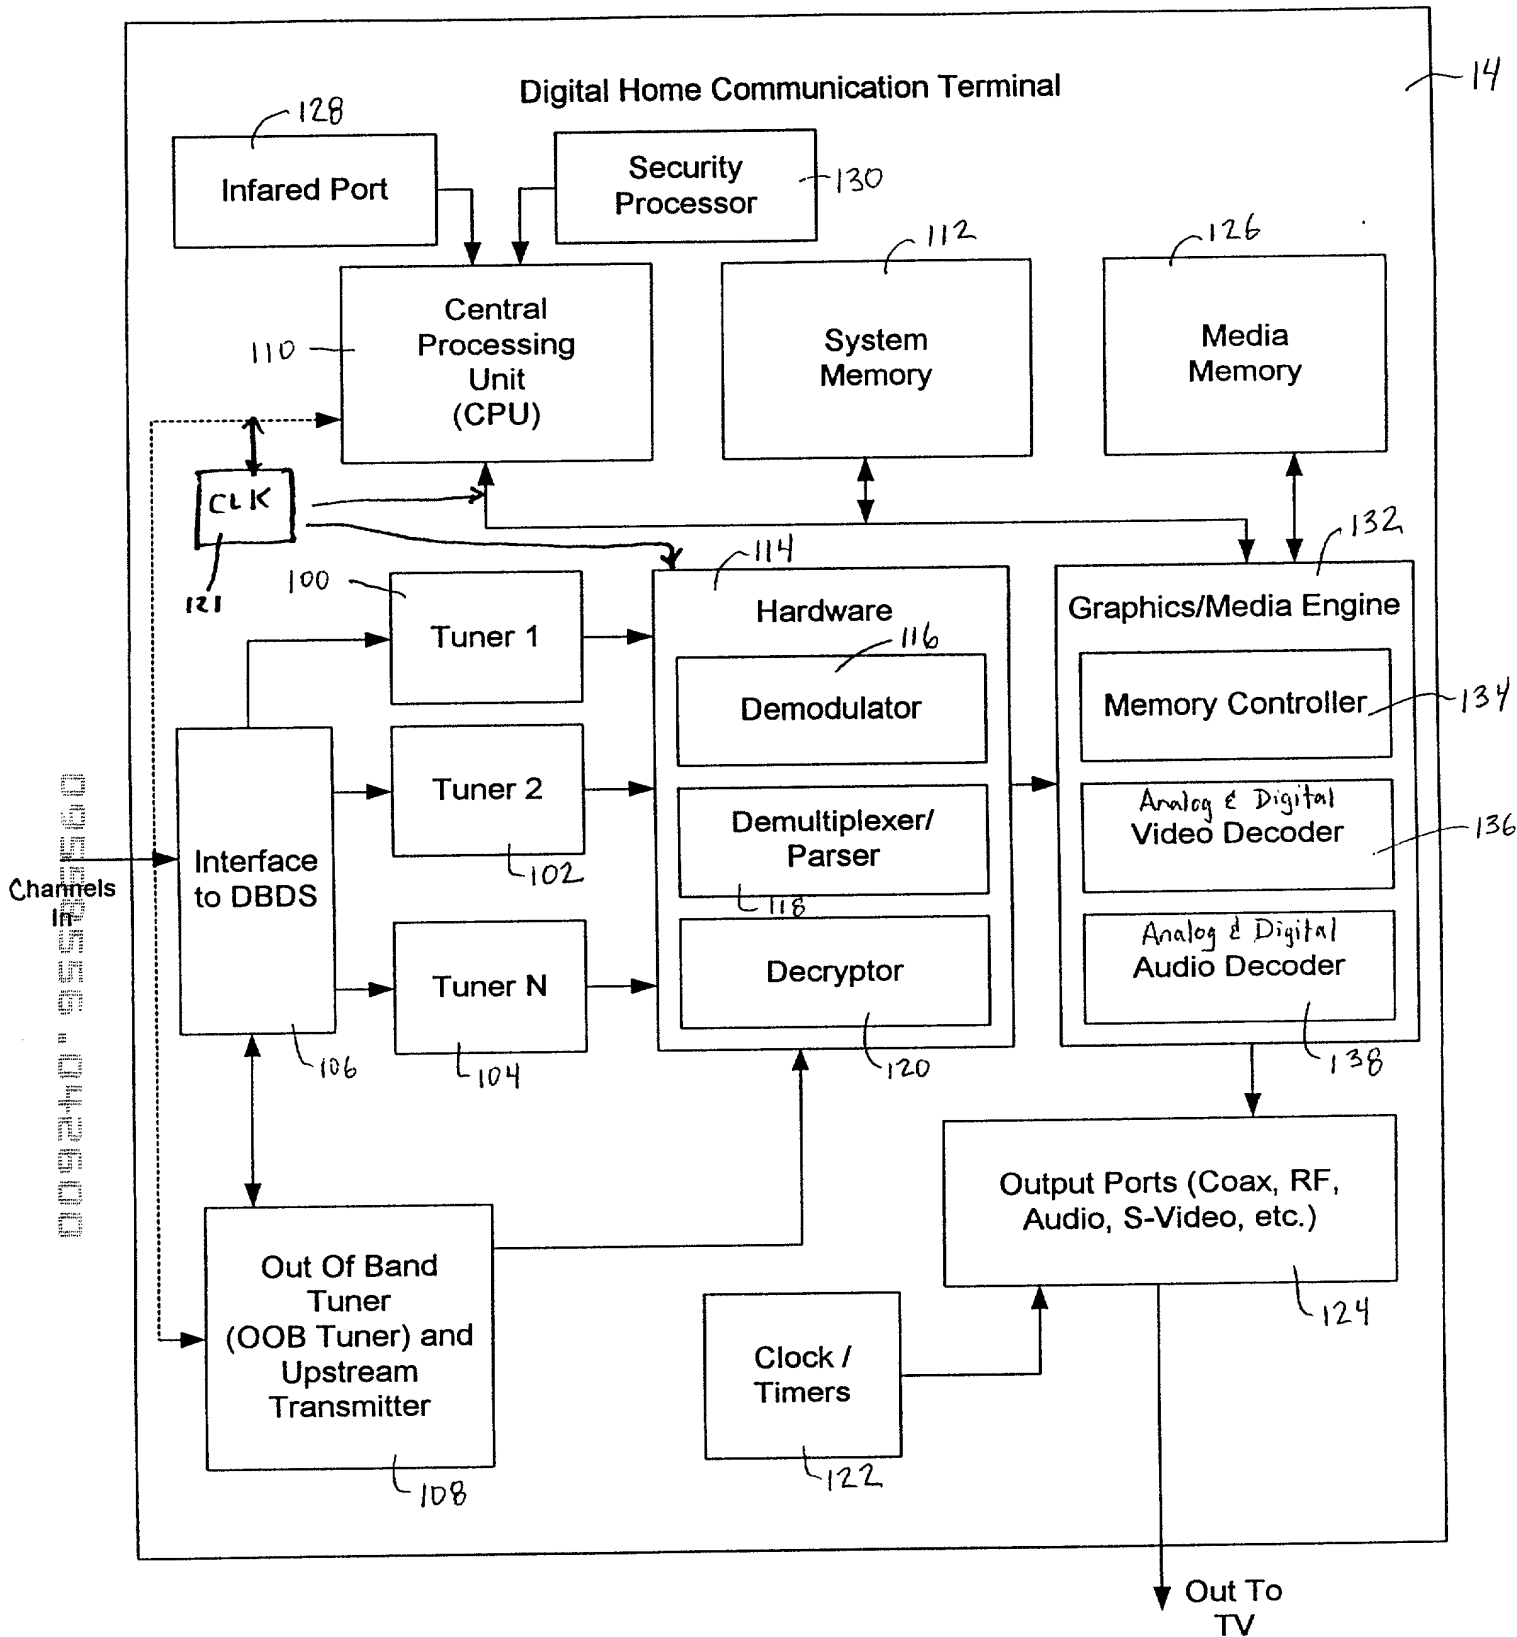 Digital Home Communication Terminal
14
128
Infared Port
Security
Processor
130
110
Central
Processing
Unit
(CPU)
112
System
Memory
126
Media
Memory
CLK
121
100
Tuner 1
Tuner 2
102
Tuner N
104
Channels
In
Interface
to DBDS
106
114
Hardware
116
Demodulator
Demultiplexer/
Parser
118
Decryptor
120
132
Graphics/Media Engine
Memory Controller
134
Analog & Digital
Video Decoder
136
Analog & Digital
Audio Decoder
138
Out Of Band
Tuner
(OOB Tuner) and
Upstream
Transmitter
108
Clock /
Timers
122
Output Ports (Coax, RF,
Audio, S-Video, etc.)
124
Out To
TV